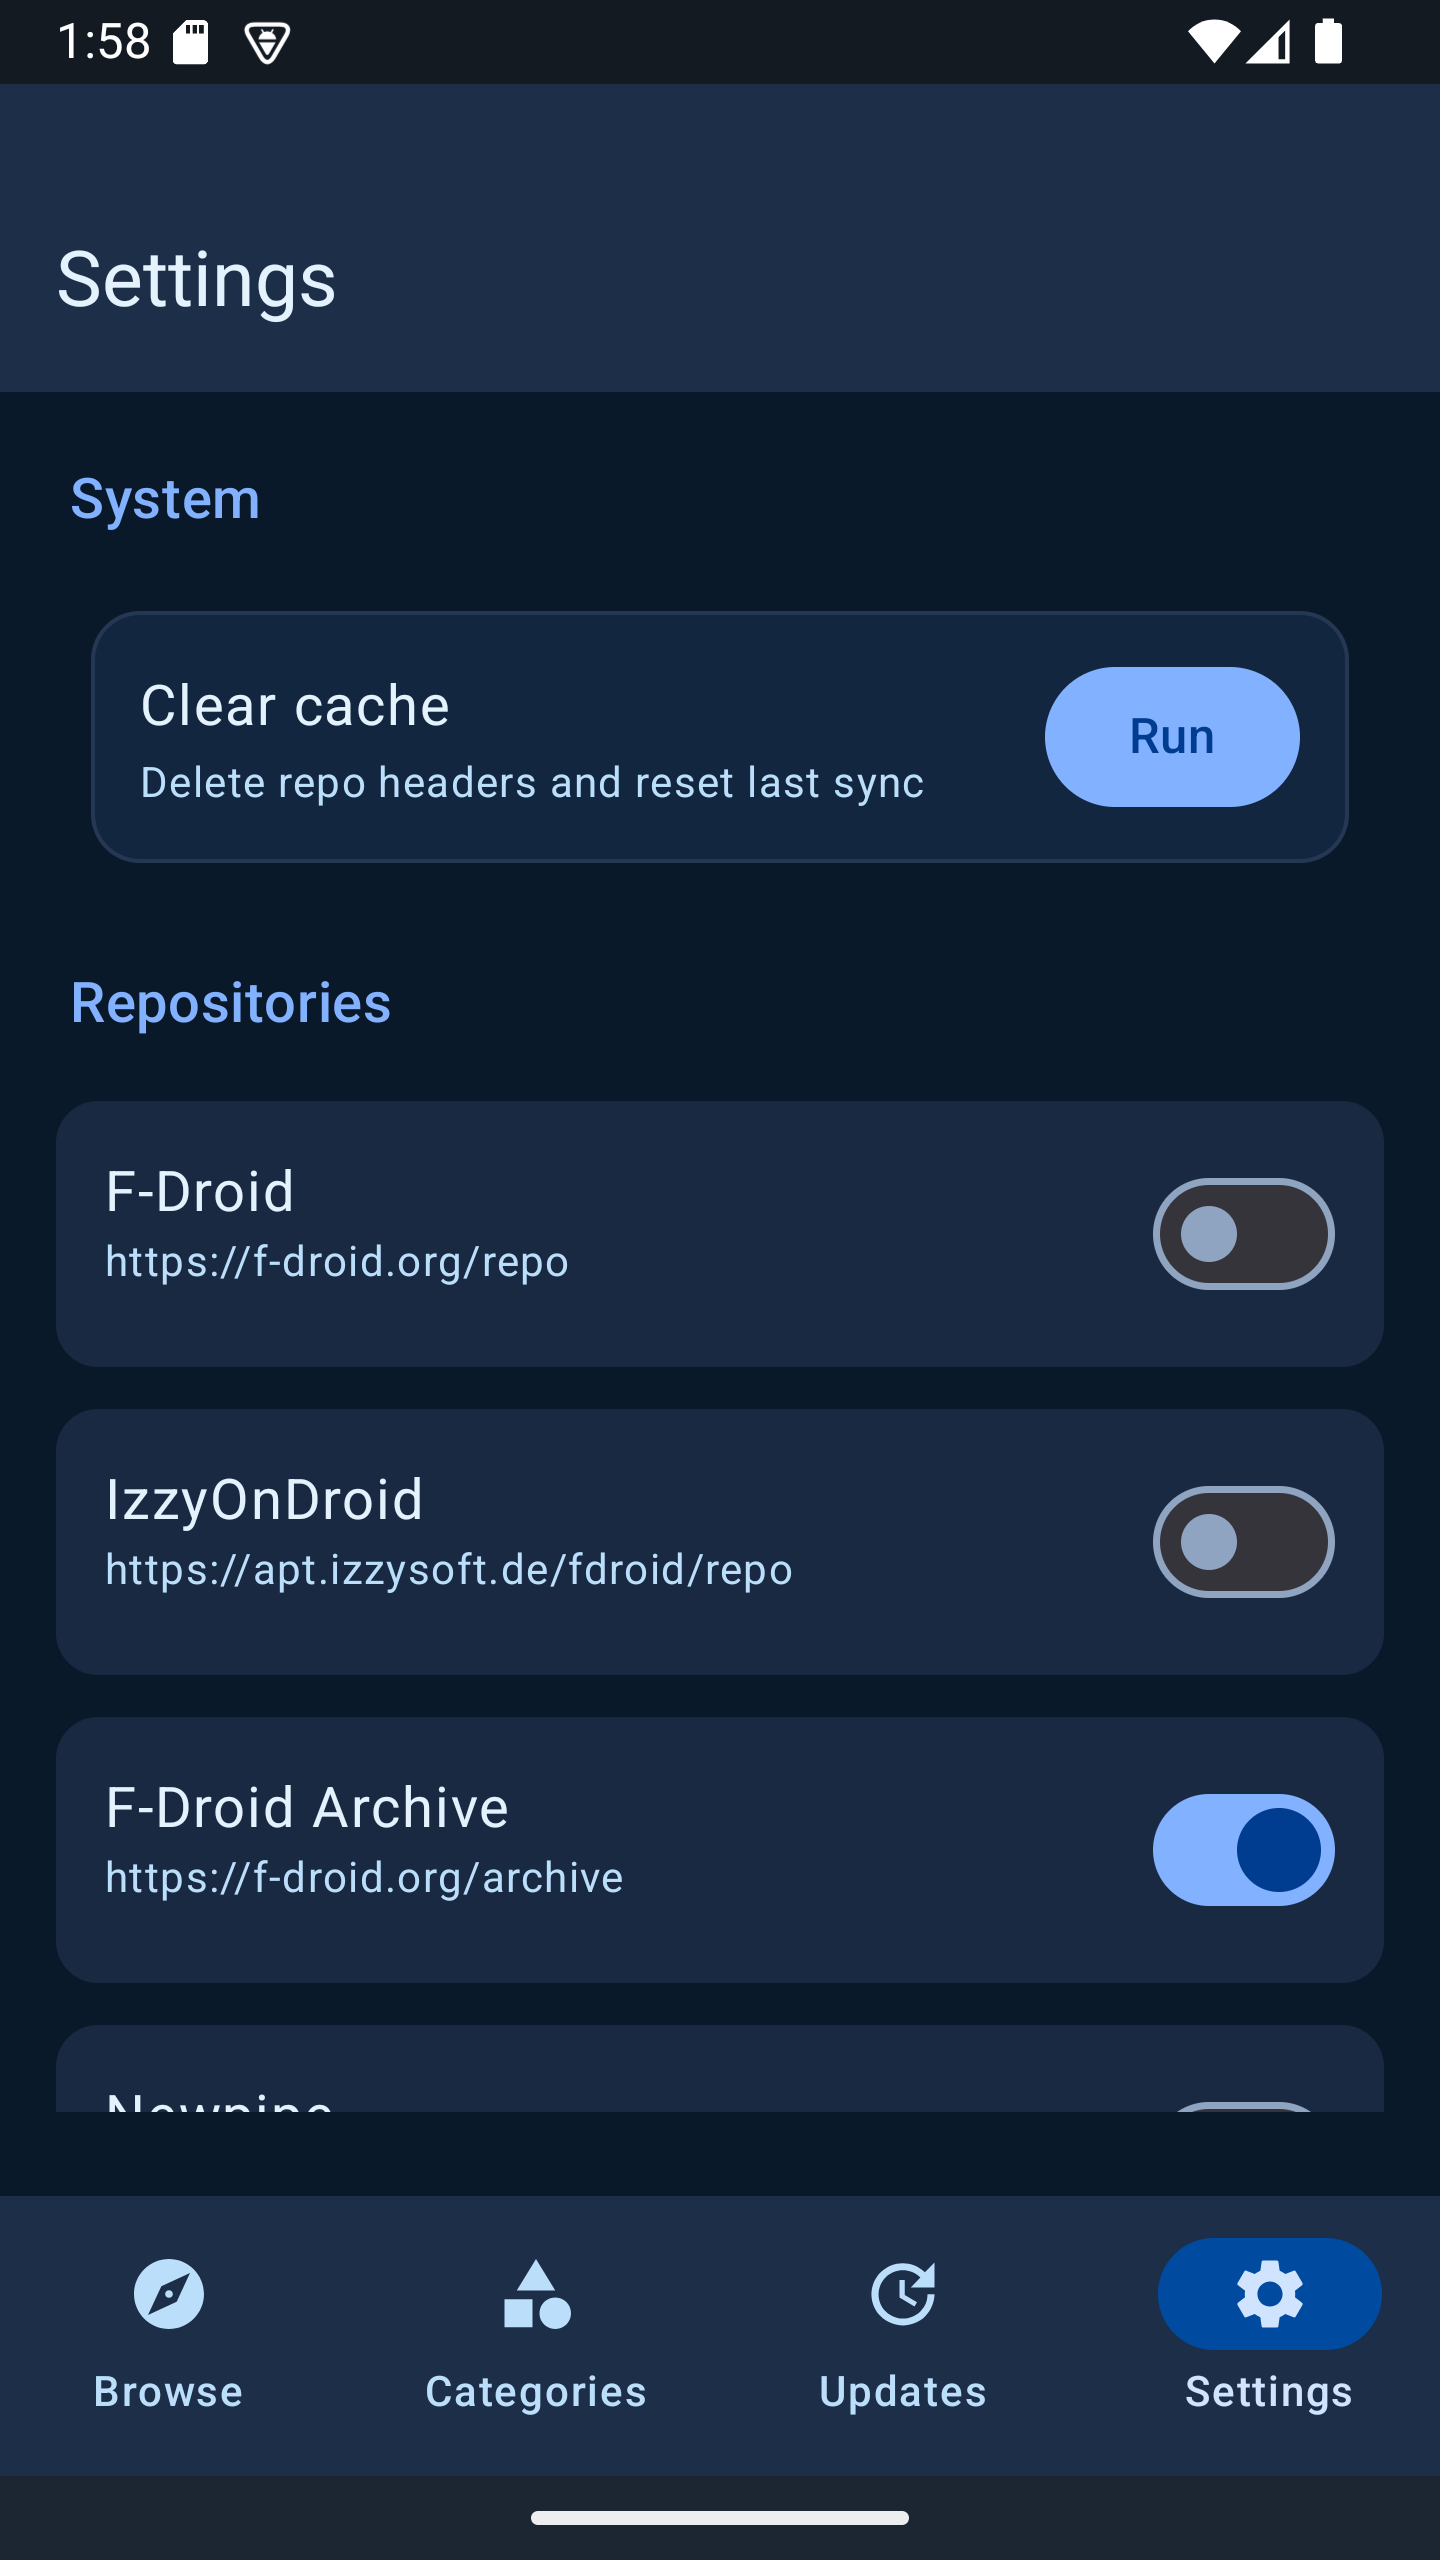 1:58
Settings
System
Clear cache
Delete repo headers and reset last sync
Run
Repositories
F-Droid
https://f-droid.org/repo
IzzyOnDroid
https://apt.izzysoft.de/fdroid/repo
F-Droid Archive
https://f-droid.org/archive
Newpipe
Browse
Categories
Updates
Settings